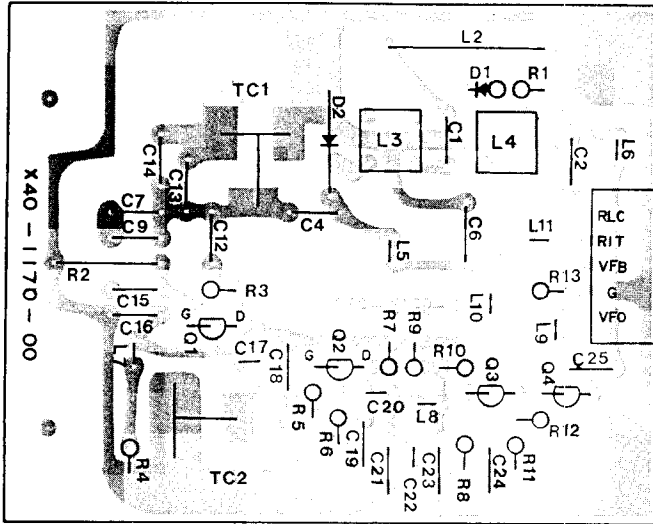 L2
TC1
D1
R1
D2
L3
C1
L4
C2
L6
C14
C13
C7
C9
C12
C4
C6
L5
L11
RLC
RIT
VFB
G
VFO
X40-1170-00
R2
R3
R13
C15
C16
L10
L9
G
D
Q1
L7
C17
C18
G
Q2
D
R7
R9
R10
Q3
Q4
C25
R5
R6
C20
L8
C19
R12
R4
TC2
C21
C22
C23
R8
C24
R11